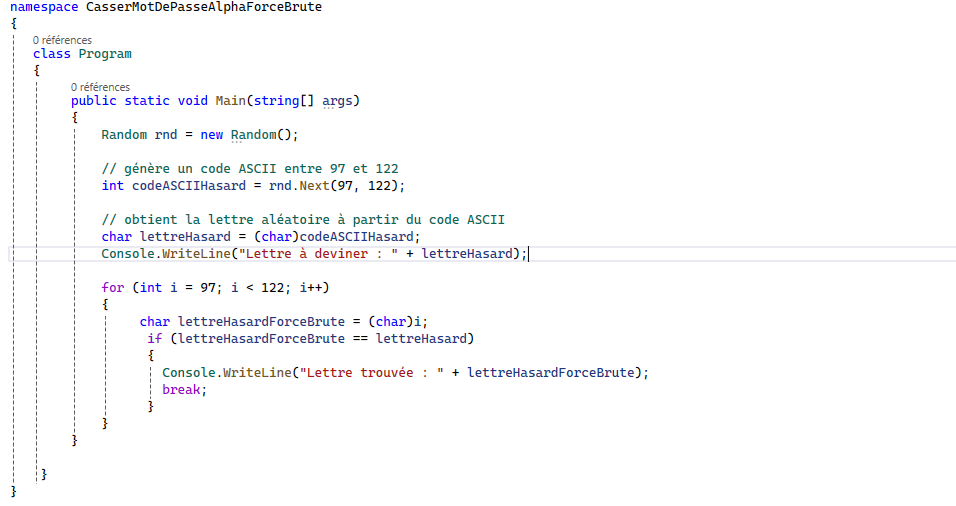 namespace CasserMotDePasseAlphaForceBrute
{
0 références
class Program
{
0 références
public static void Main(string[] args)
{
Random rnd = new Random();
// génère un code ASCII entre 97 et 122
int codeASCIIHasard = rnd.Next(97, 122);
// obtient la lettre aléatoire à partir du code ASCII
char lettreHasard = (char)codeASCIIHasard;
Console.WriteLine("Lettre à deviner : " + lettreHasard);
for (int i = 97; i < 122; i++)
{
char lettreHasardForceBrute = (char)i;
if (lettreHasardForceBrute == lettreHasard)
{
Console.WriteLine("Lettre trouvée : " + lettreHasardForceBrute);
break;
}
}
}
}
}